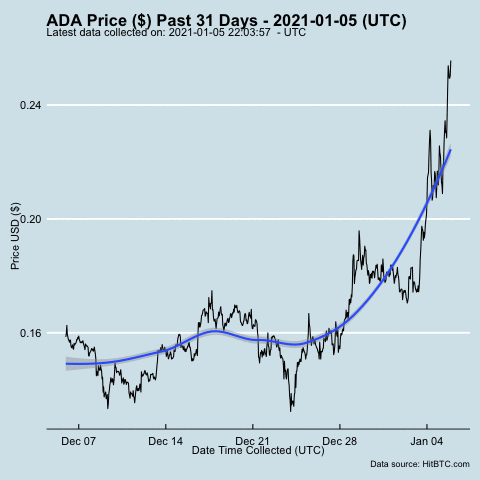 ADA Price ($) Past 31 Days - 2021-01-05 (UTC)
Latest data collected on: 2021-01-05 22:03:57 - UTC
0.24
0.20
0.16
Price USD ($)
Dec 07 Dec 14 Dec 21 Dec 28 Jan 04
Date Time Collected (UTC)
Data source: HitBTC.com